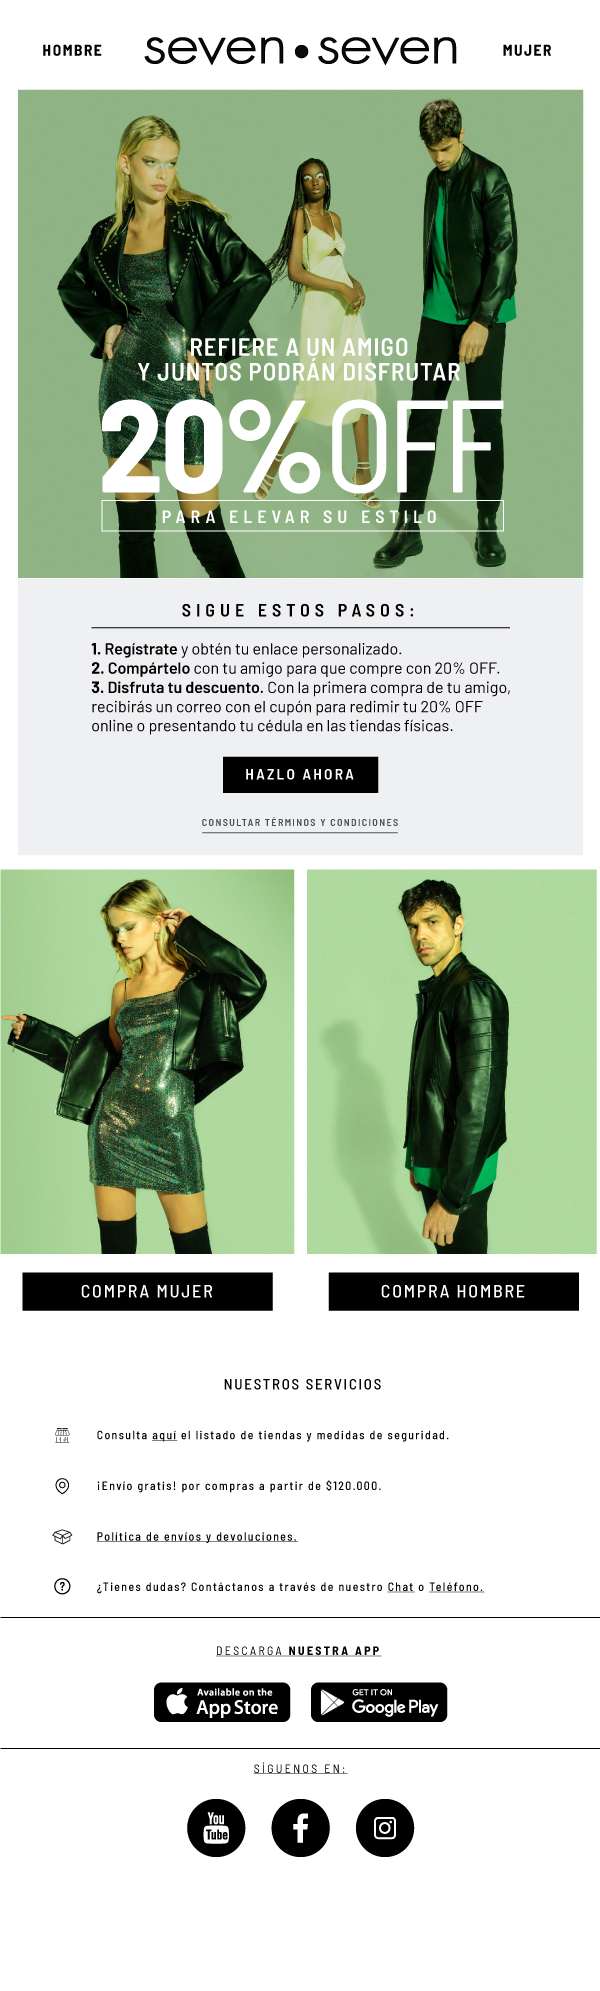 HOMBRE
seven•seven
MUJER
REFIERE A UN AMIGO
Y JUNTOS PODRÁN DISFRUTAR
20%OFF
PARA ELEVAR SU ESTILO
SIGUE ESTOS PASOS:
1. Regístrate y obtén tu enlace personalizado.
2. Compártelo con tu amigo para que compre con 20% OFF.
3. Disfruta tu descuento. Con la primera compra de tu amigo,
recibirás un correo con el cupón para redimir tu 20% OFF
online o presentando tu cédula en las tiendas físicas.
HAZLO AHORA
CONSULTAR TÉRMINOS Y CONDICIONES
COMPRA MUJER
COMPRA HOMBRE
NUESTROS SERVICIOS
Consulta aquí el listado de tiendas y medidas de seguridad.
¡Envío gratis! por compras a partir de $120.000.
Política de envíos y devoluciones.
¿Tienes dudas? Contáctanos a través de nuestro Chat o Teléfono.
DESCARGA NUESTRA APP
Available on the
App Store
GET IT ON
Google Play
SÍGUENOS EN:
You
Tube